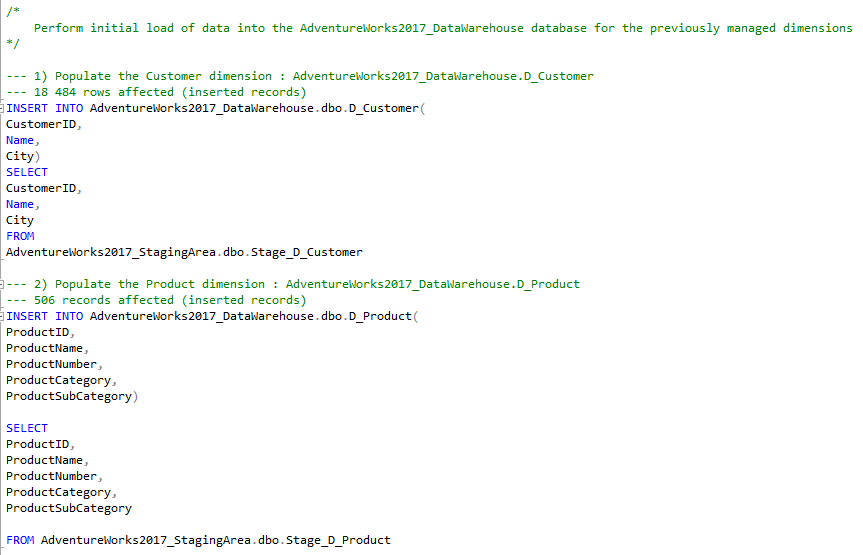 /*
Perform initial load of data into the AdventureWorks2017_DataWarehouse database for the previously managed dimensions
*/
--- 1) Populate the Customer dimension : AdventureWorks2017_DataWarehouse.D_Customer
--- 18 484 rows affected (inserted records)
INSERT INTO AdventureWorks2017_DataWarehouse.dbo.D_Customer(
CustomerID,
Name,
City)
SELECT
CustomerID,
Name,
City
FROM
AdventureWorks2017_StagingArea.dbo.Stage_D_Customer
--- 2) Populate the Product dimension : AdventureWorks2017_DataWarehouse.D_Product
--- 506 records affected (inserted records)
INSERT INTO AdventureWorks2017_DataWarehouse.dbo.D_Product(
ProductID,
ProductName,
ProductNumber,
ProductCategory,
ProductSubCategory)
SELECT
ProductID,
ProductName,
ProductNumber,
ProductCategory,
ProductSubCategory
FROM AdventureWorks2017_StagingArea.dbo.Stage_D_Product